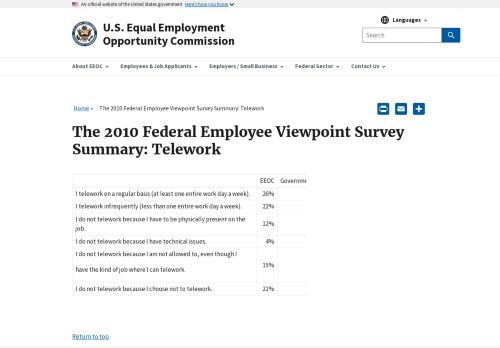 An official website of the United States government Here's how you know
U.S. Equal Employment
Opportunity Commission
Languages
Search
About EEOC
Employees & Job Applicants
Employers / Small Business
Federal Sector
Contact Us
Home » The 2010 Federal Employee Viewpoint Survey Summary: Telework
The 2010 Federal Employee Viewpoint Survey
Summary: Telework
EEOC Governme
I telework on a regular basis (at least one entire work day a week). 26%
I telework infrequently (less than one entire work day a week). 22%
I do not telework because I have to be physically present on the
job. 12%
I do not telework because I have technical issues. 4%
I do not telework because I am not allowed to, even though I
have the kind of job where I can telework. 15%
I do not telework because I choose not to telework. 21%
Return to top